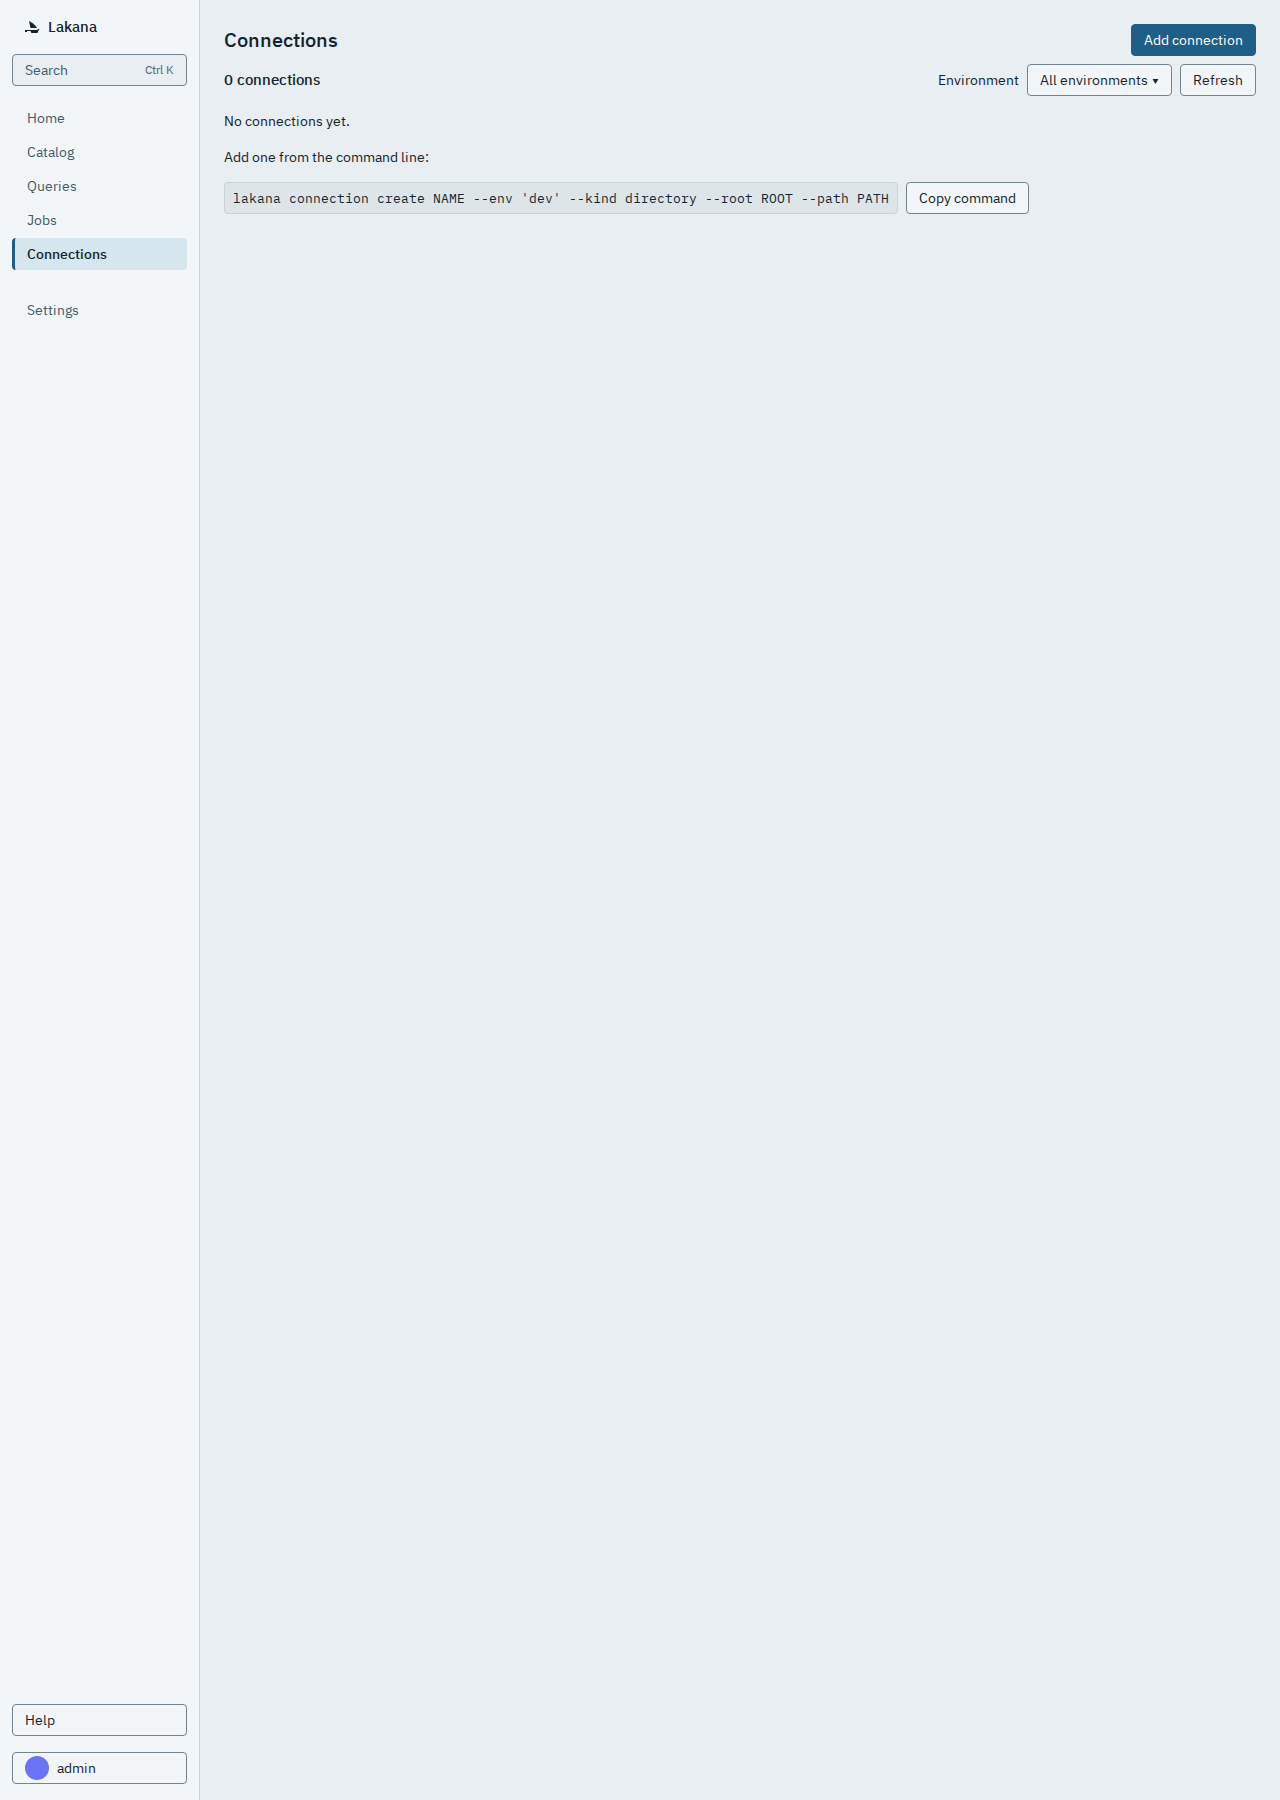 Lakana
Search Ctrl K
Home
Catalog
Queries
Jobs
Connections
Settings
Help
admin
Connections
Add connection
0 connections
Environment All environments ▾ Refresh
No connections yet.
Add one from the command line:
lakana connection create NAME --env 'dev' --kind directory --root ROOT --path PATH Copy command